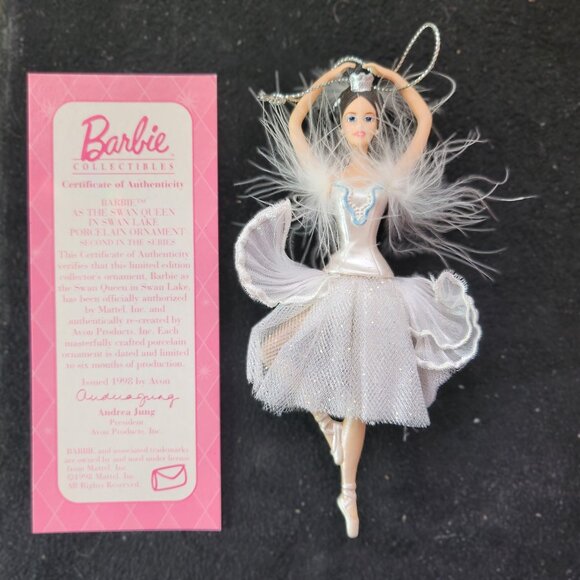 Barbie™
COLLECTIBLES
Certificate of Authenticity
BARBIE™
AS THE SWAN QUEEN
IN SWAN LAKE
PORCELAIN ORNAMENT
SECOND IN THE SERIES
This Certificate of Authenticity
verifies that this limited edition
collector's ornament, Barbie as
the Swan Queen in Swan Lake,
has been officially authorized
by Mattel, Inc. and
authentically re-created by
Avon Products, Inc. Each
masterfully crafted porcelain
ornament is dated and limited
to six months of production.
Issued 1998 by Avon
Andrea Jung
Andrea Jung
President
Avon Products, Inc.
BARBIE and associated trademarks
are owned by and used under license
from Mattel, Inc.
©1998 Mattel, Inc.
All Rights Reserved.